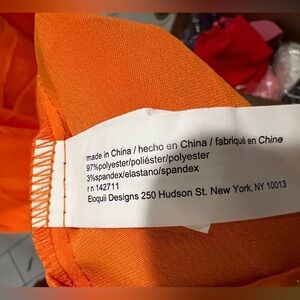 made in China / hecho en China / fabriqué en Chine
97%polyester/poliéster/polyester
3%spandex/elastano/spandex
rn 142711
Eloquii Designs 250 Hudson St. New York, NY 10013